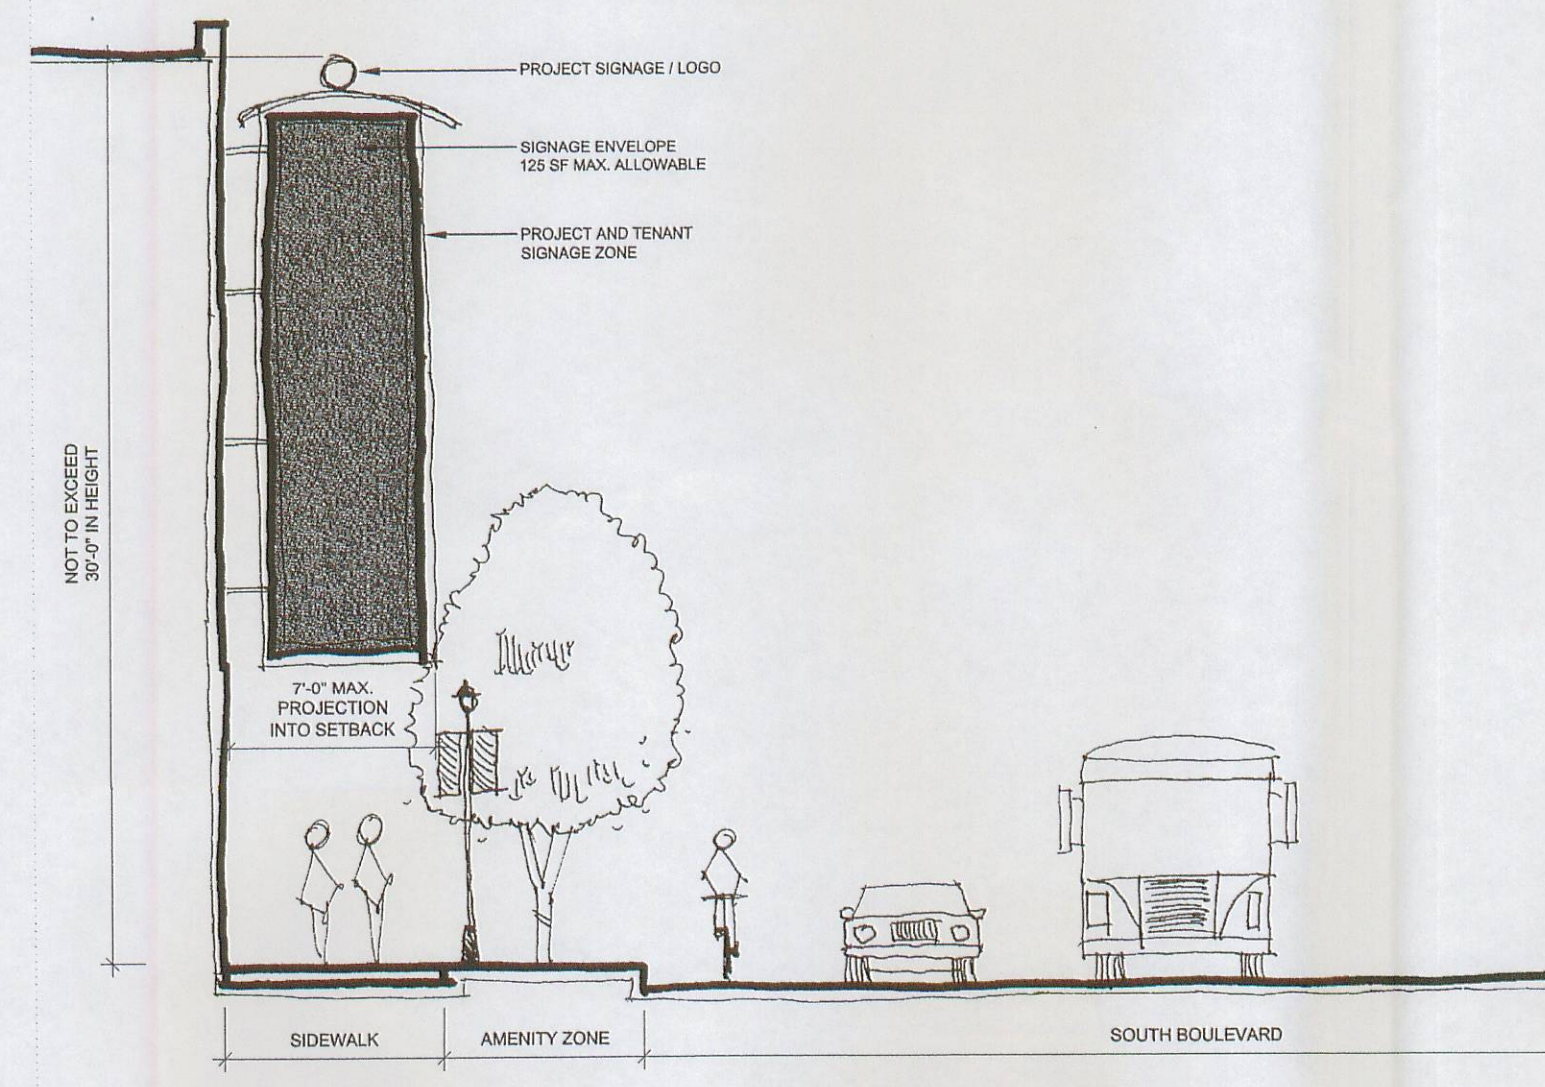 PROJECT SIGNAGE / LOGO
SIGNAGE ENVELOPE
125 SF MAX. ALLOWABLE
PROJECT AND TENANT
SIGNAGE ZONE
NOT TO EXCEED
30'-0" IN HEIGHT
7'-0" MAX.
PROJECTION
INTO SETBACK
SIDEWALK
AMENITY ZONE
SOUTH BOULEVARD